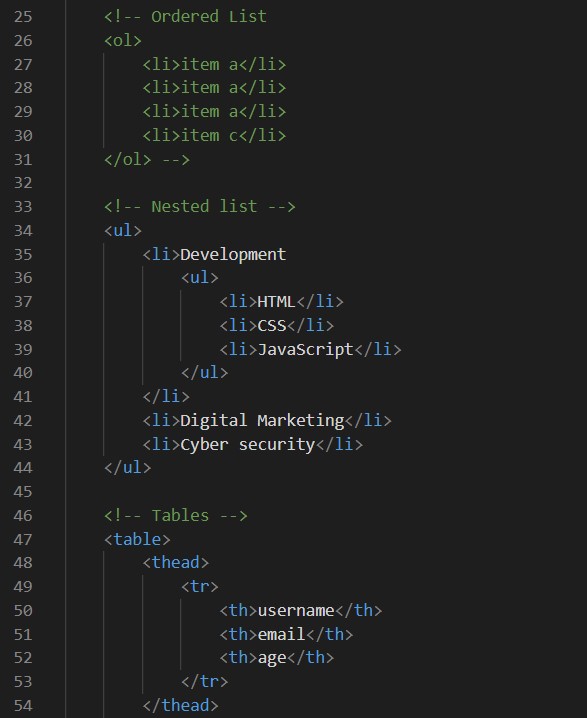 25 <!-- Ordered List
26 <ol>
27 <li>item a</li>
28 <li>item a</li>
29 <li>item a</li>
30 <li>item c</li>
31 </ol> -->
32
33 <!-- Nested list -->
34 <ul>
35 <li>Development
36 <ul>
37 <li>HTML</li>
38 <li>CSS</li>
39 <li>JavaScript</li>
40 </ul>
41 </li>
42 <li>Digital Marketing</li>
43 <li>Cyber security</li>
44 </ul>
45
46 <!-- Tables -->
47 <table>
48 <thead>
49 <tr>
50 <th>username</th>
51 <th>email</th>
52 <th>age</th>
53 </tr>
54 </thead>